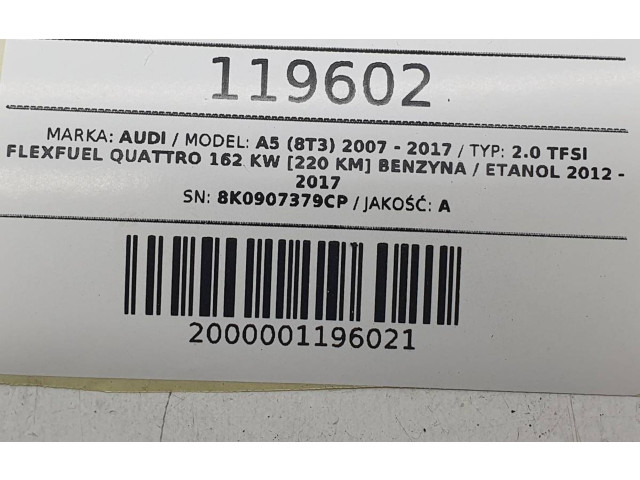 119602
MARKA: AUDI / MODEL: A5 (8T3) 2007 - 2017 / TYP: 2.0 TFSI
FLEXFUEL QUATTRO 162 KW [220 KM] BENZYNA / ETANOL 2012 -
2017
SN: 8K0907379CP / JAKOŚĆ: A
2000001196021